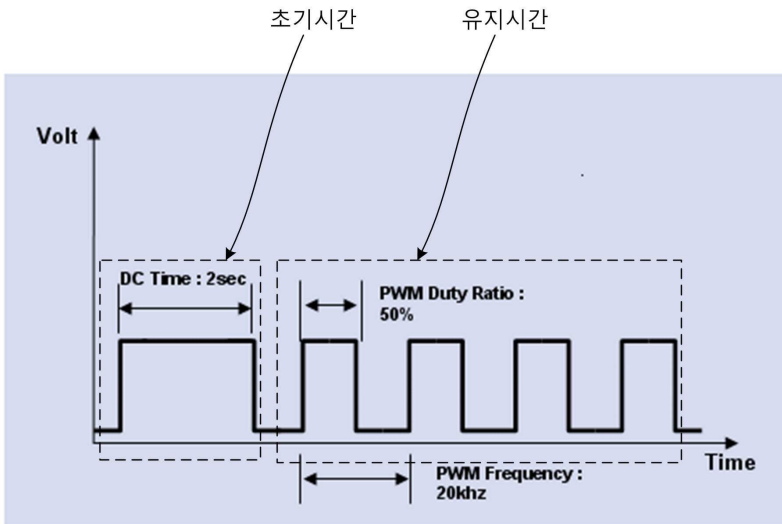 초기시간
유지시간
Volt
DC Time : 2sec
PWM Duty Ratio :
50%
Time
PWM Frequency :
20khz